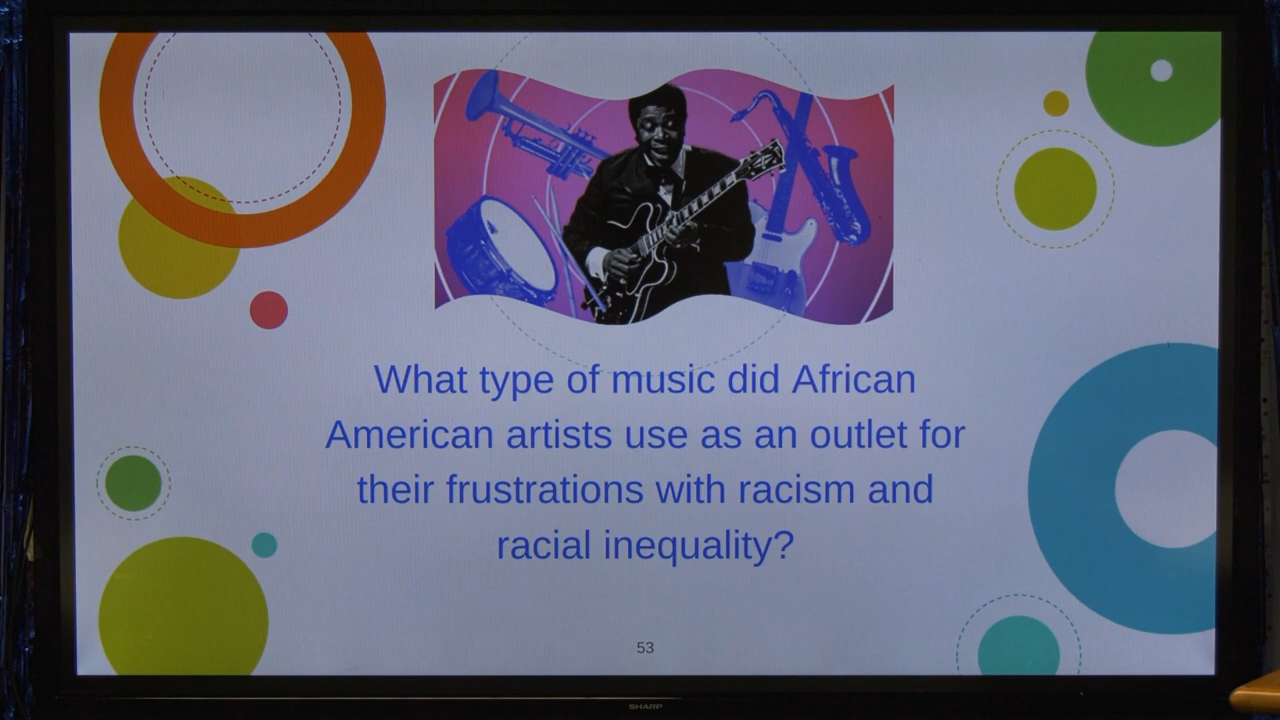 What type of music did African
American artists use as an outlet for
their frustrations with racism and
racial inequality?
53
SHARP